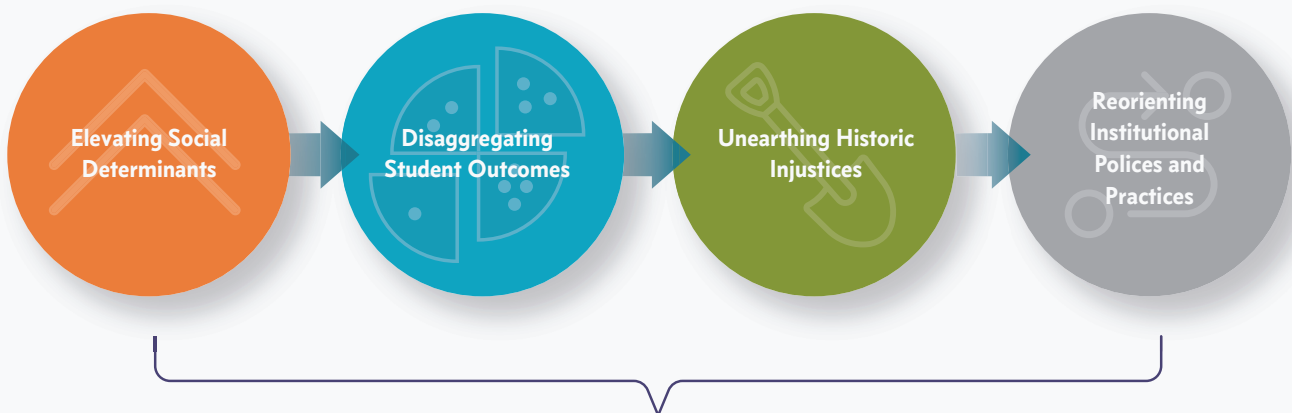 Elevating Social
Determinants
Disaggregating
Student Outcomes
Unearthing Historic
Injustices
Reorienting
Institutional
Polices and
Practices